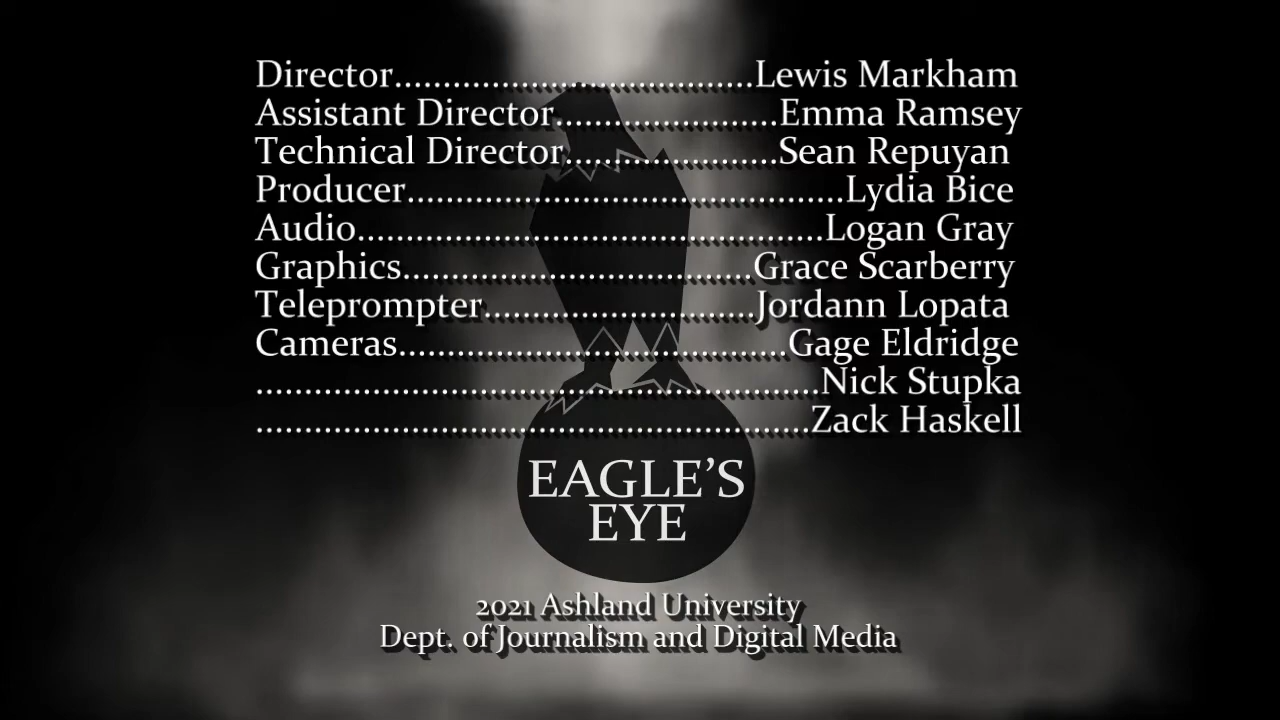 Director....................................Lewis Markham
Assistant Director......................Emma Ramsey
Technical Director.....................Sean Repuyan
Producer...........................................Lydia Bice
Audio..............................................Logan Gray
Graphics...................................Grace Scarberry
Teleprompter...........................Jordann Lopata
Cameras.......................................Gage Eldridge
........................................................Nick Stupka
.......................................................Zack Haskell
EAGLE’S
EYE
2021 Ashland University
Dept. of Journalism and Digital Media